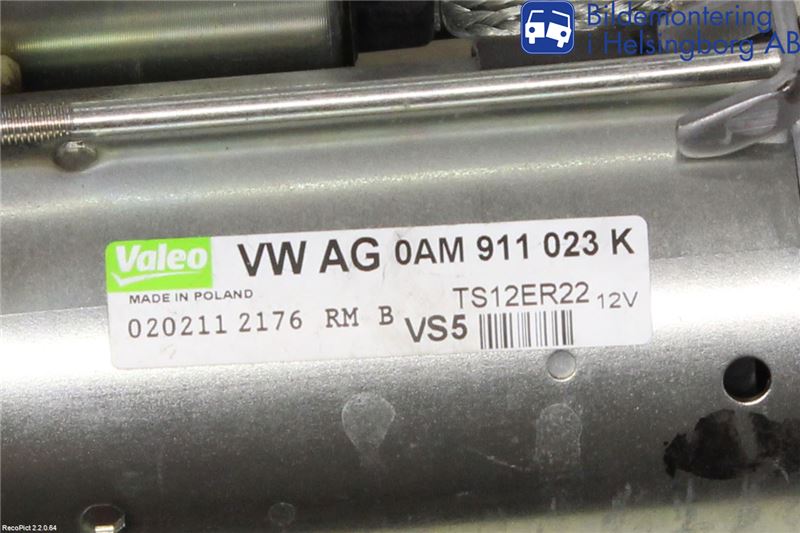 Bildemontering
i Helsingborg AB
Valeo
VW AG 0AM 911 023 K
MADE IN POLAND
TS12ER22 12V
020211 2176 RM B
VS5
RecoPict 2.2.0.64